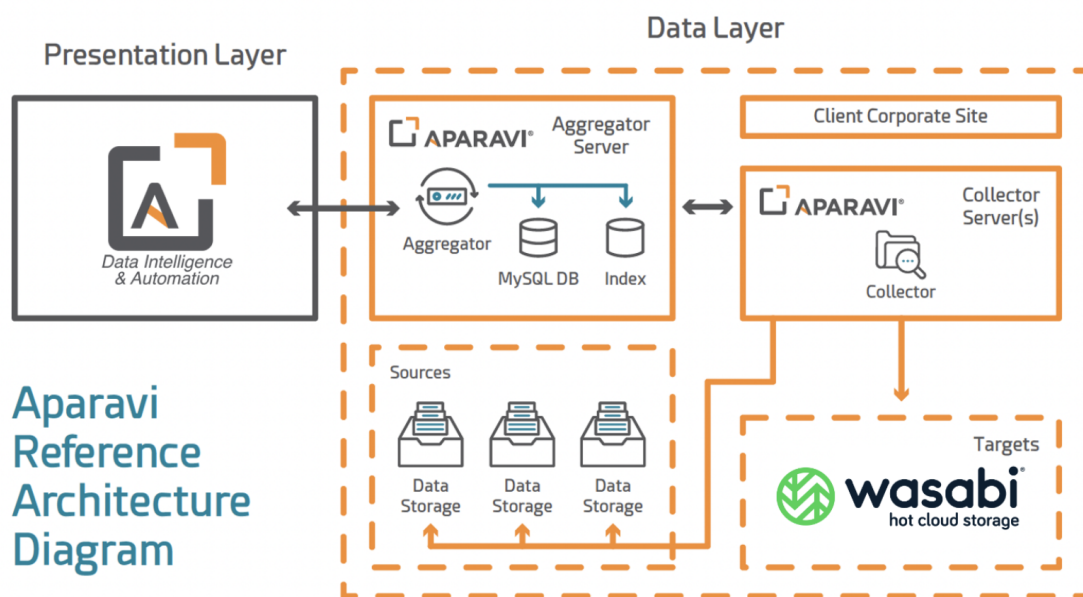 Presentation Layer
Data Layer
A
Data Intelligence
& Automation
APARAVI®
Aggregator
Server
Aggregator
MySQL DB
Index
Client Corporate Site
APARAVI®
Collector
Server(s)
Collector
Sources
Data
Storage
Data
Storage
Data
Storage
Targets
wasabi®
hot cloud storage
Aparavi
Reference
Architecture
Diagram